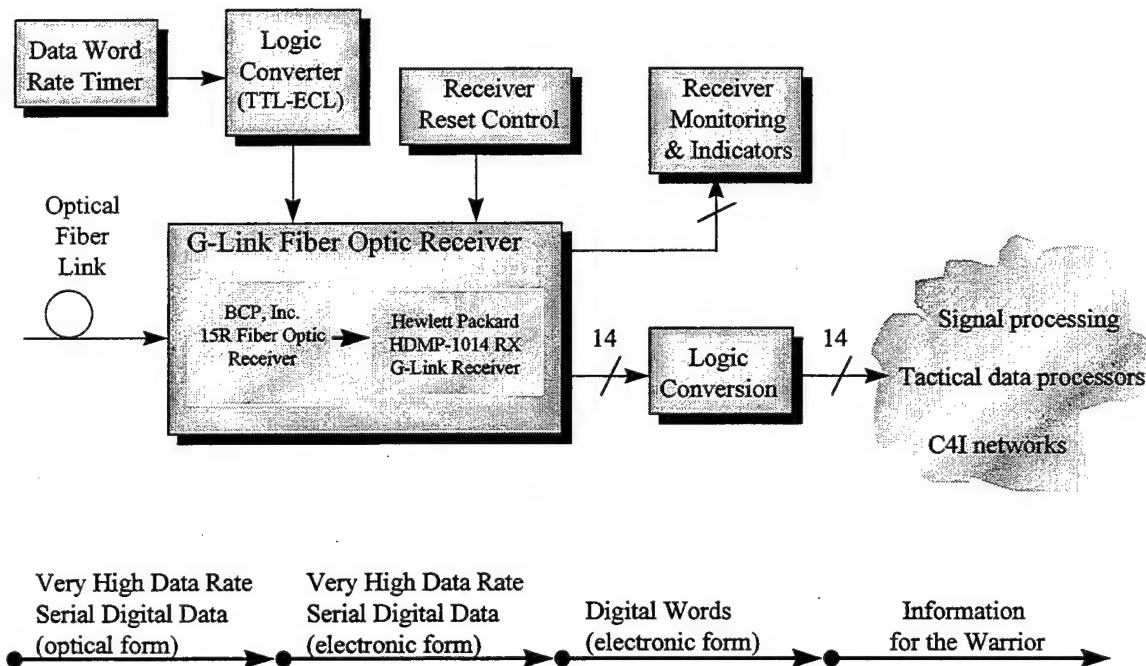 Data Word
Rate Timer
Logic
Converter
(TTL-ECL)
Receiver
Reset Control
Receiver
Monitoring
& Indicators
Optical
Fiber
Link
G-Link Fiber Optic Receiver
BCP, Inc.
15R Fiber Optic
Receiver
Hewlett Packard
HDMP-1014 RX
G-Link Receiver
14
Logic
Conversion
14
Signal processing
Tactical data processors
C4I networks
Very High Data Rate
Serial Digital Data
(optical form)
Very High Data Rate
Serial Digital Data
(electronic form)
Digital Words
(electronic form)
Information
for the Warrior